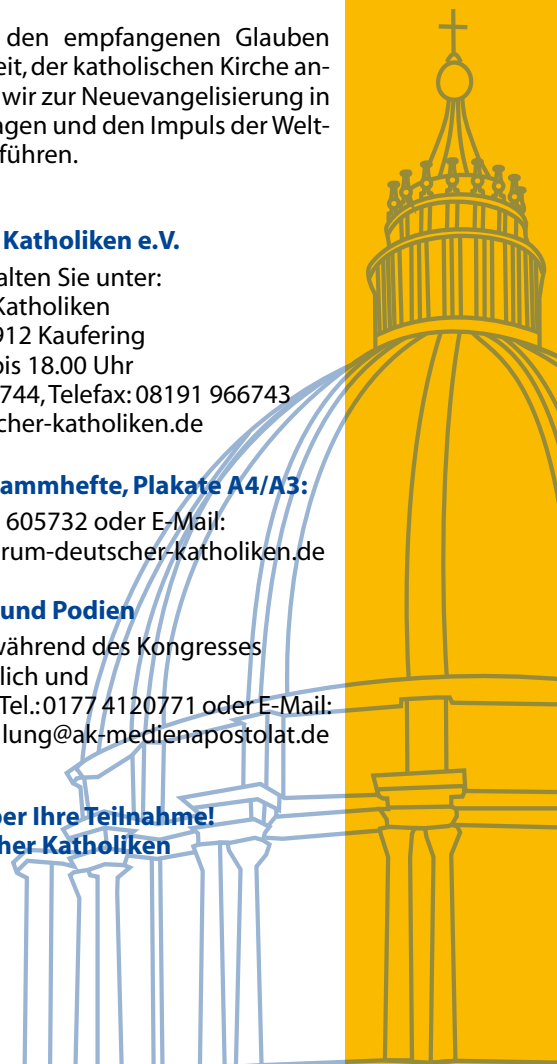 den empfangenen Glauben
eit, der katholischen Kirche an-
wir zur Neuevangelisierung in
ngen und den Impuls der Welt-
führen.
Katholiken e.V.
alten Sie unter:
Katholiken
912 Kaufering
bis 18.00 Uhr
744, Telefax: 08191 966743
cher-katholiken.de
ammhefte, Plakate A4/A3:
605732 oder E-Mail:
rum-deutscher-katholiken.de
und Podien
während des Kongresses
lich und
Tel.: 0177 4120771 oder E-Mail:
lung@ak-medienapostolat.de
ber Ihre Teilnahme!
her Katholiken